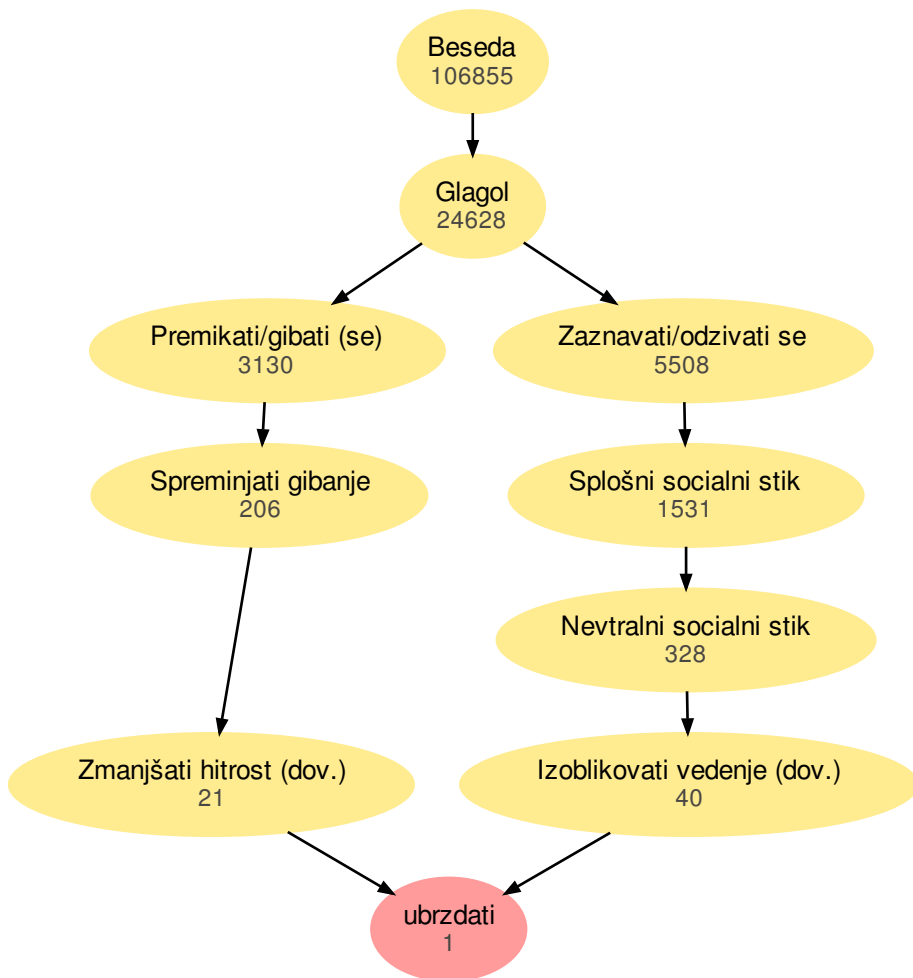 Beseda
106855
Glagol
24628
Premikati/gibati (se)
3130
Zaznavati/odzivati se
5508
Spreminjati gibanje
206
Splošni socialni stik
1531
Nevtralni socialni stik
328
Zmanjšati hitrost (dov.)
21
Izoblikovati vedenje (dov.)
40
ubrzdati
1